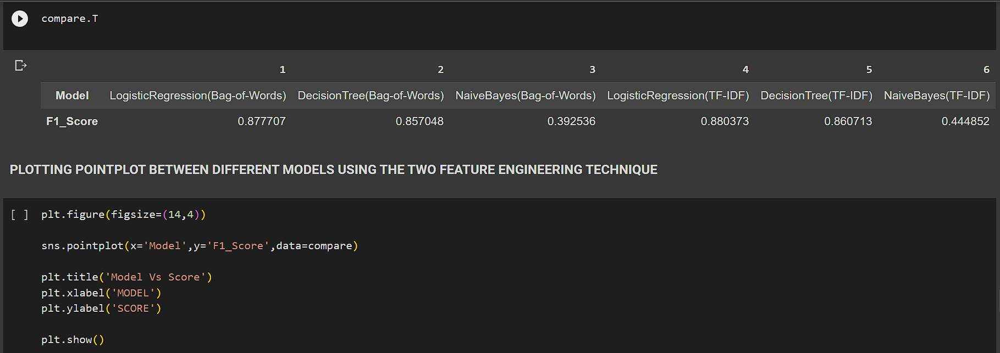 compare.T
1 2 3 4 5 6
Model LogisticRegression(Bag-of-Words) DecisionTree(Bag-of-Words) NaiveBayes(Bag-of-Words) LogisticRegression(TF-IDF) DecisionTree(TF-IDF) NaiveBayes(TF-IDF)
F1_Score 0.877707 0.857048 0.392536 0.880373 0.860713 0.444852
PLOTTING POINTPLOT BETWEEN DIFFERENT MODELS USING THE TWO FEATURE ENGINEERING TECHNIQUE
[ ] plt.figure(figsize=(14,4))
sns.pointplot(x='Model',y='F1_Score',data=compare)
plt.title('Model Vs Score')
plt.xlabel('MODEL')
plt.ylabel('SCORE')
plt.show()